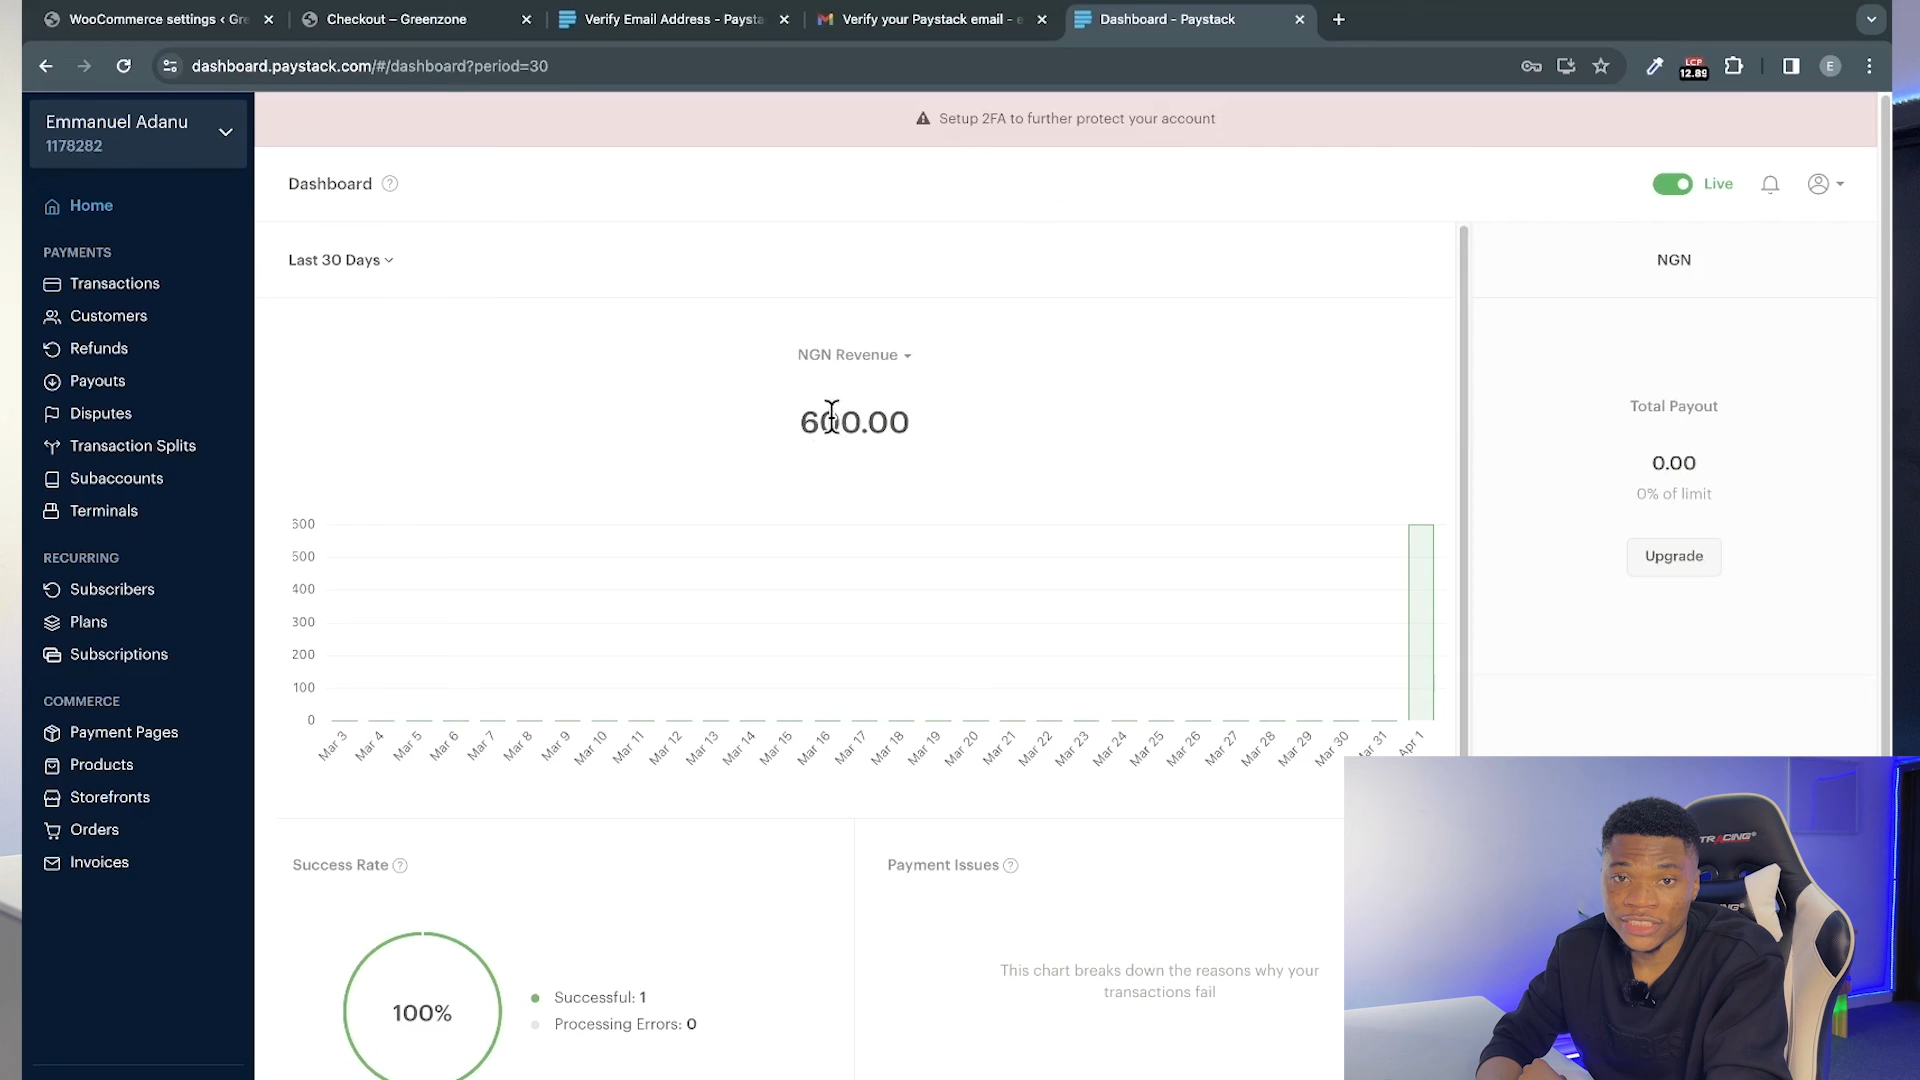 WooCommerce settings ‹ Gre
Checkout – Greenzone
Verify Email Address - Paysta
Verify your Paystack email - e
Dashboard - Paystack
dashboard.paystack.com/#/dashboard?period=30
LCP
12.89
E
Emmanuel Adanu
1178282
Setup 2FA to further protect your account
Home
PAYMENTS
Transactions
Customers
Refunds
Payouts
Disputes
Transaction Splits
Subaccounts
Terminals
RECURRING
Subscribers
Plans
Subscriptions
COMMERCE
Payment Pages
Products
Storefronts
Orders
Invoices
Dashboard
Live
Last 30 Days
NGN
NGN Revenue
600.00
Total Payout
0.00
0% of limit
Upgrade
600
500
400
300
200
100
0
Mar 3
Mar 4
Mar 5
Mar 6
Mar 7
Mar 8
Mar 9
Mar 10
Mar 11
Mar 12
Mar 13
Mar 14
Mar 15
Mar 16
Mar 17
Mar 18
Mar 19
Mar 20
Mar 21
Mar 22
Mar 23
Mar 24
Mar 25
Mar 26
Mar 27
Mar 28
Mar 29
Mar 30
Mar 31
Apr 1
Success Rate
100%
Successful: 1
Processing Errors: 0
Payment Issues
This chart breaks down the reasons why your
transactions fail
TRACING